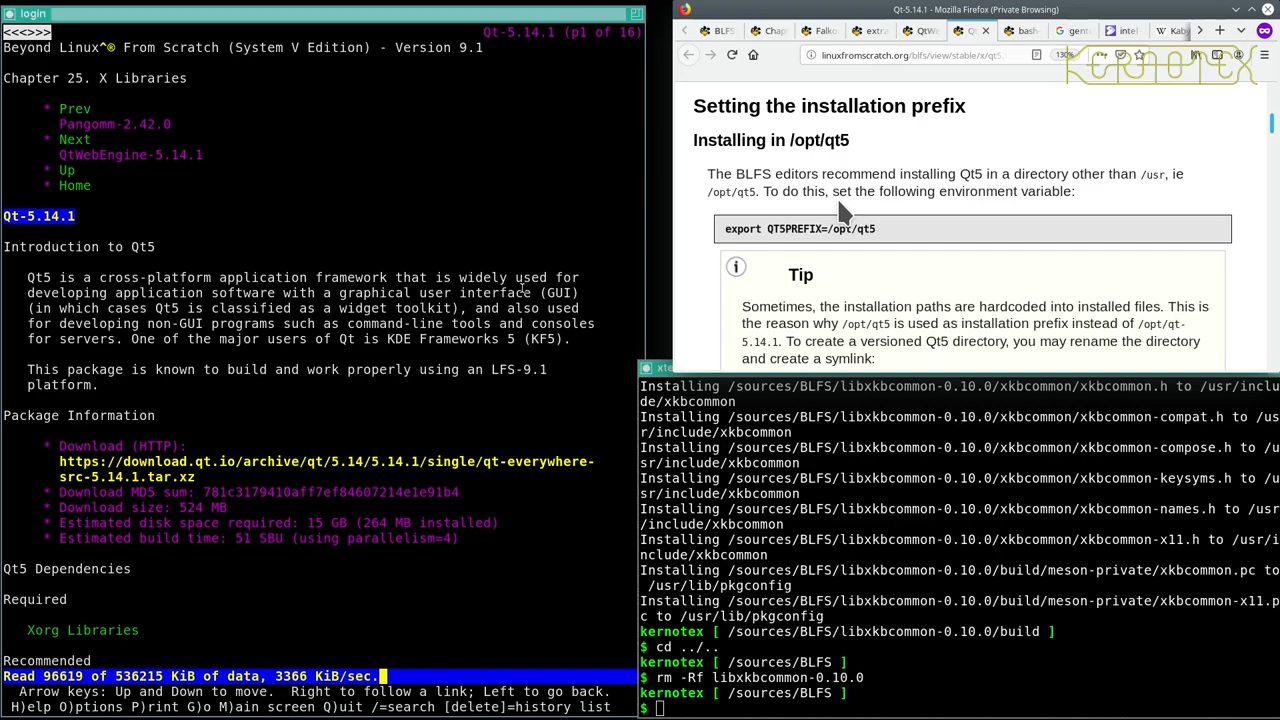 login
<<<>>>
Qt-5.14.1 (p1 of 16)
Beyond Linux^® From Scratch (System V Edition) - Version 9.1
Chapter 25. X Libraries
* Prev
Pangomm-2.42.0
* Next
QtWebEngine-5.14.1
* Up
* Home
Qt-5.14.1
Introduction to Qt5
Qt5 is a cross-platform application framework that is widely used for
developing application software with a graphical user interface (GUI)
(in which cases Qt5 is classified as a widget toolkit), and also used
for developing non-GUI programs such as command-line tools and consoles
for servers. One of the major users of Qt is KDE Frameworks 5 (KF5).
This package is known to build and work properly using an LFS-9.1
platform.
Package Information
* Download (HTTP):
https://download.qt.io/archive/qt/5.14/5.14.1/single/qt-everywhere-
src-5.14.1.tar.xz
* Download MD5 sum: 781c3179410aff7ef84607214e1e91b4
* Download size: 524 MB
* Estimated disk space required: 15 GB (264 MB installed)
* Estimated build time: 51 SBU (using parallelism=4)
Qt5 Dependencies
Required
Xorg Libraries
Recommended
Read 96619 of 536215 KiB of data, 3366 KiB/sec.
Arrow keys: Up and Down to move. Right to follow a link; Left to go back.
H)elp O)ptions P)rint G)o M)ain screen Q)uit /=search [delete]=history list
Qt-5.14.1 - Mozilla Firefox (Private Browsing)
BLFS Chap Falko extra QtWe Qt bash- gent intel Kaby
linuxfromscratch.org/blfs/view/stable/x/qt5. 130%
KERNOTEX
Setting the installation prefix
Installing in /opt/qt5
The BLFS editors recommend installing Qt5 in a directory other than /usr, ie
/opt/qt5. To do this, set the following environment variable:
export QT5PREFIX=/opt/qt5
Tip
Sometimes, the installation paths are hardcoded into installed files. This is
the reason why /opt/qt5 is used as installation prefix instead of /opt/qt-
5.14.1. To create a versioned Qt5 directory, you may rename the directory
and create a symlink:
Installing /sources/BLFS/libxkbcommon-0.10.0/xkbcommon/xkbcommon.h to /usr/inclu
de/xkbcommon
Installing /sources/BLFS/libxkbcommon-0.10.0/xkbcommon/xkbcommon-compat.h to /us
r/include/xkbcommon
Installing /sources/BLFS/libxkbcommon-0.10.0/xkbcommon/xkbcommon-compose.h to /u
sr/include/xkbcommon
Installing /sources/BLFS/libxkbcommon-0.10.0/xkbcommon/xkbcommon-keysyms.h to /u
sr/include/xkbcommon
Installing /sources/BLFS/libxkbcommon-0.10.0/xkbcommon/xkbcommon-names.h to /usr
/include/xkbcommon
Installing /sources/BLFS/libxkbcommon-0.10.0/xkbcommon/xkbcommon-x11.h to /usr/i
nclude/xkbcommon
Installing /sources/BLFS/libxkbcommon-0.10.0/build/meson-private/xkbcommon.pc to
/usr/lib/pkgconfig
Installing /sources/BLFS/libxkbcommon-0.10.0/build/meson-private/xkbcommon-x11.p
c to /usr/lib/pkgconfig
kernotex [ /sources/BLFS/libxkbcommon-0.10.0/build ]
$ cd ../..
kernotex [ /sources/BLFS ]
$ rm -Rf libxkbcommon-0.10.0
kernotex [ /sources/BLFS ]
$